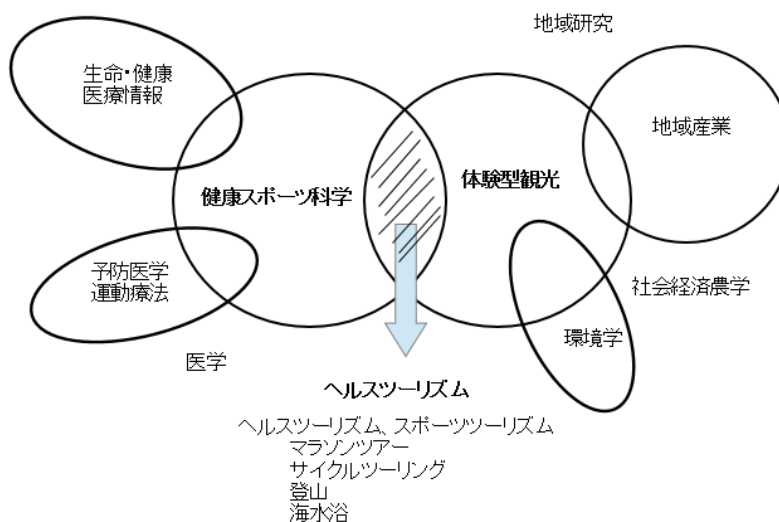 地域研究
生命・健康
医療情報
地域産業
健康スポーツ科学
体験型観光
予防医学
運動療法
社会経済農学
環境学
医学
ヘルスツーリズム
ヘルスツーリズム、スポーツツーリズム
マラソンツアー
サイクルツーリング
登山
海水浴